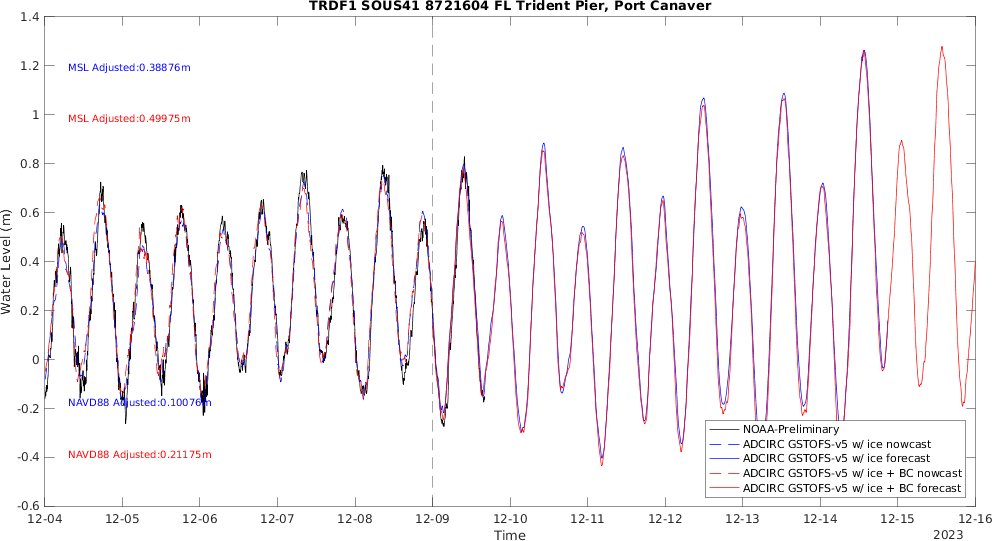 TRDF1 SOUS41 8721604 FL Trident Pier, Port Canaver
1.4
1.2
1
0.8
0.6
0.4
0.2
0
-0.2
-0.4
-0.6
Water Level (m)
MSL Adjusted:0.38876m
MSL Adjusted:0.49975m
NAVD88 Adjusted:0.10076m
NAVD88 Adjusted:0.21175m
NOAA-Preliminary
ADCIRC GSTOFS-v5 w/ ice nowcast
ADCIRC GSTOFS-v5 w/ ice forecast
ADCIRC GSTOFS-v5 w/ ice + BC nowcast
ADCIRC GSTOFS-v5 w/ ice + BC forecast
12-04 12-05 12-06 12-07 12-08 12-09 12-10 12-11 12-12 12-13 12-14 12-15 12-16
Time
2023